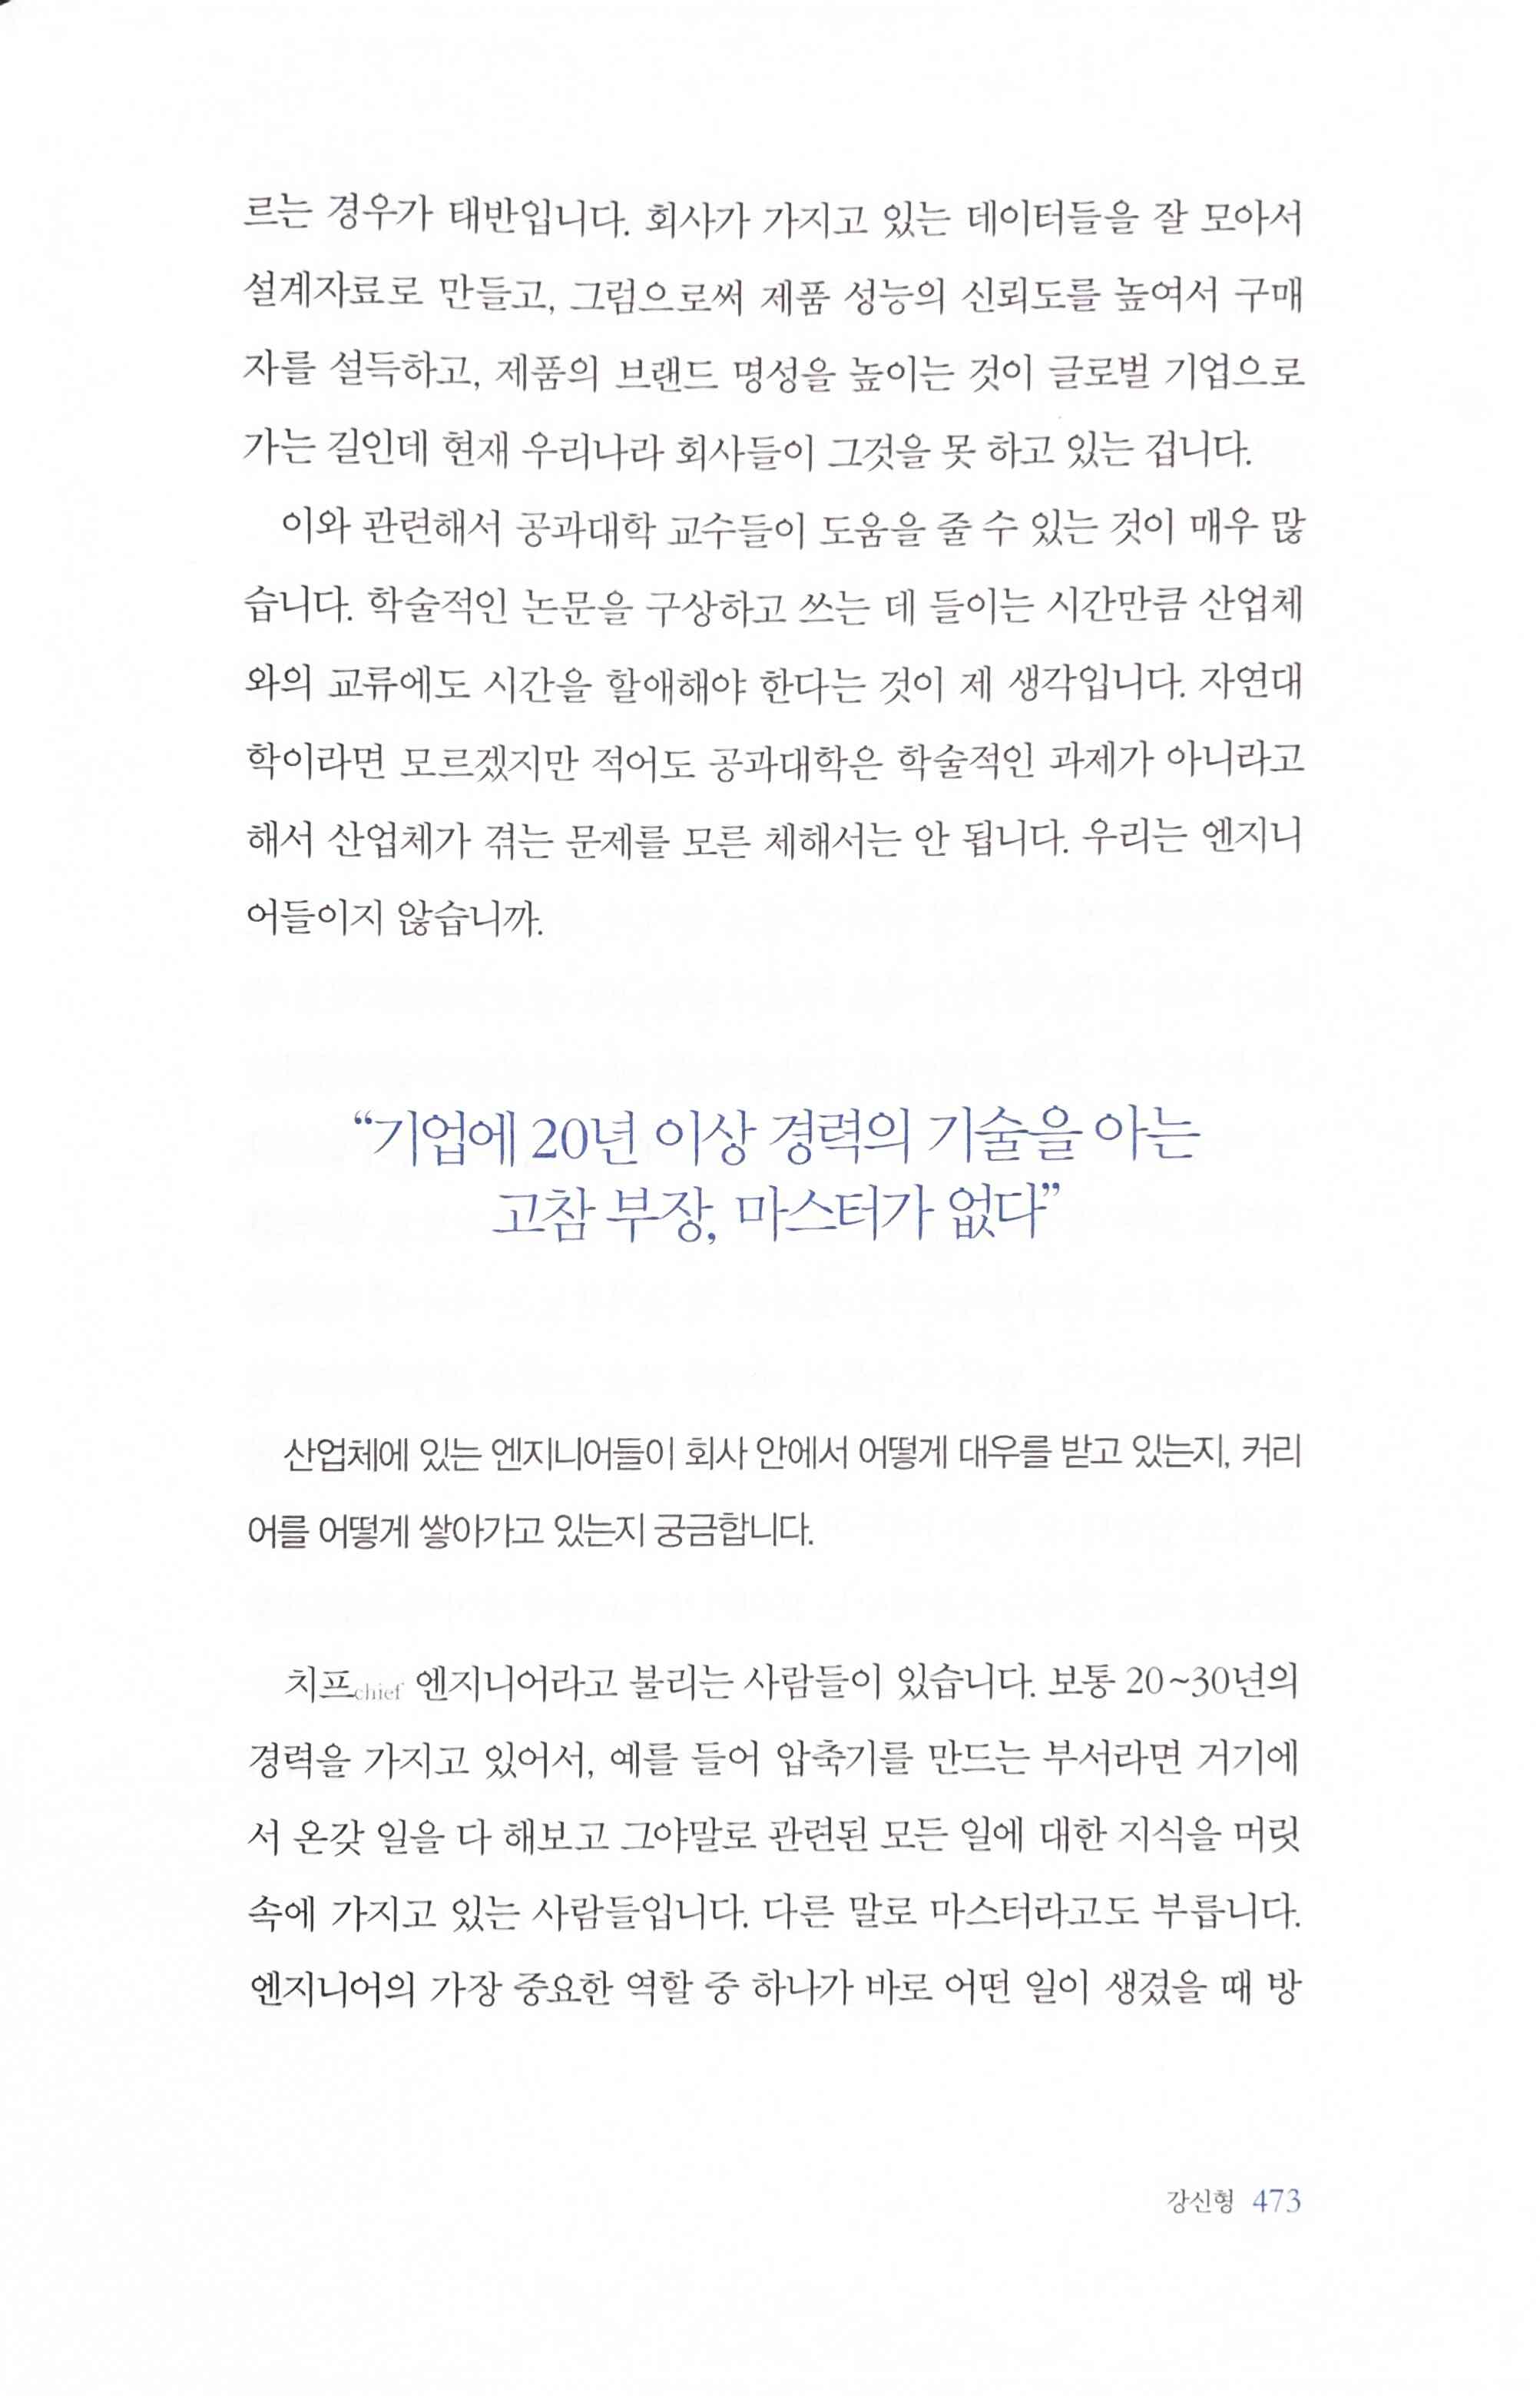 르는 경우가 태반입니다. 회사가 가지고 있는 데이터들을 잘 모아서
설계자료로 만들고, 그럼으로써 제품 성능의 신뢰도를 높여서 구매
자를 설득하고, 제품의 브랜드 명성을 높이는 것이 글로벌 기업으로
가는 길인데 현재 우리나라 회사들이 그것을 못 하고 있는 겁니다.
이와 관련해서 공과대학 교수들이 도움을 줄 수 있는 것이 매우 많
습니다. 학술적인 논문을 구상하고 쓰는 데 들이는 시간만큼 산업체
와의 교류에도 시간을 할애해야 한다는 것이 제 생각입니다. 자연대
학이라면 모르겠지만 적어도 공과대학은 학술적인 과제가 아니라고
해서 산업체가 겪는 문제를 모른 체해서는 안 됩니다. 우리는 엔지니
어들이지 않습니까.
“기업에 20년 이상 경력의 기술을 아는
고참 부장, 마스터가 없다”
산업체에 있는 엔지니어들이 회사 안에서 어떻게 대우를 받고 있는지, 커리
어를 어떻게 쌓아가고 있는지 궁금합니다.
치프chief 엔지니어라고 불리는 사람들이 있습니다. 보통 20~30년의
경력을 가지고 있어서, 예를 들어 압축기를 만드는 부서라면 거기에
서 온갖 일을 다 해보고 그야말로 관련된 모든 일에 대한 지식을 머릿
속에 가지고 있는 사람들입니다. 다른 말로 마스터라고도 부릅니다.
엔지니어의 가장 중요한 역할 중 하나가 바로 어떤 일이 생겼을 때 방
강신형 473